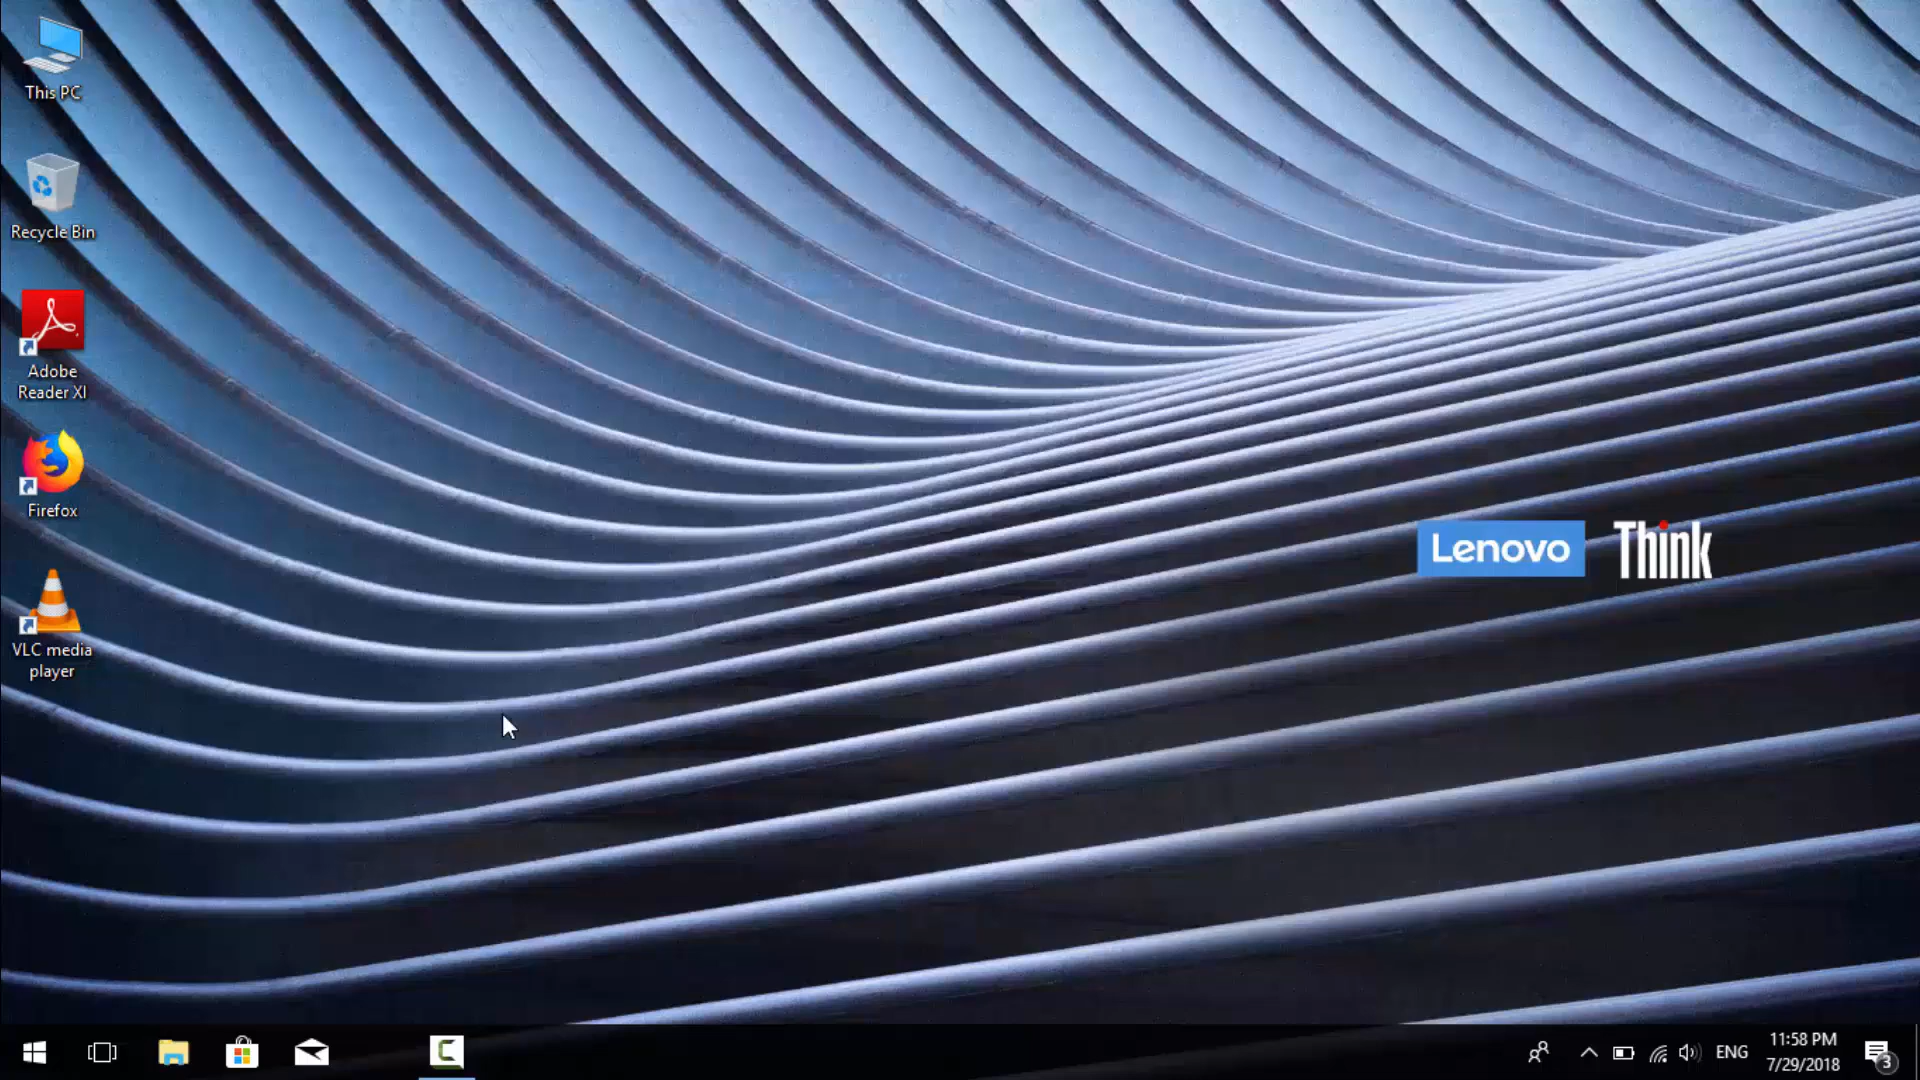 This PC
Recycle Bin
Adobe
Reader XI
Firefox
VLC media
player
Lenovo Think
ENG
11:58 PM
7/29/2018
3